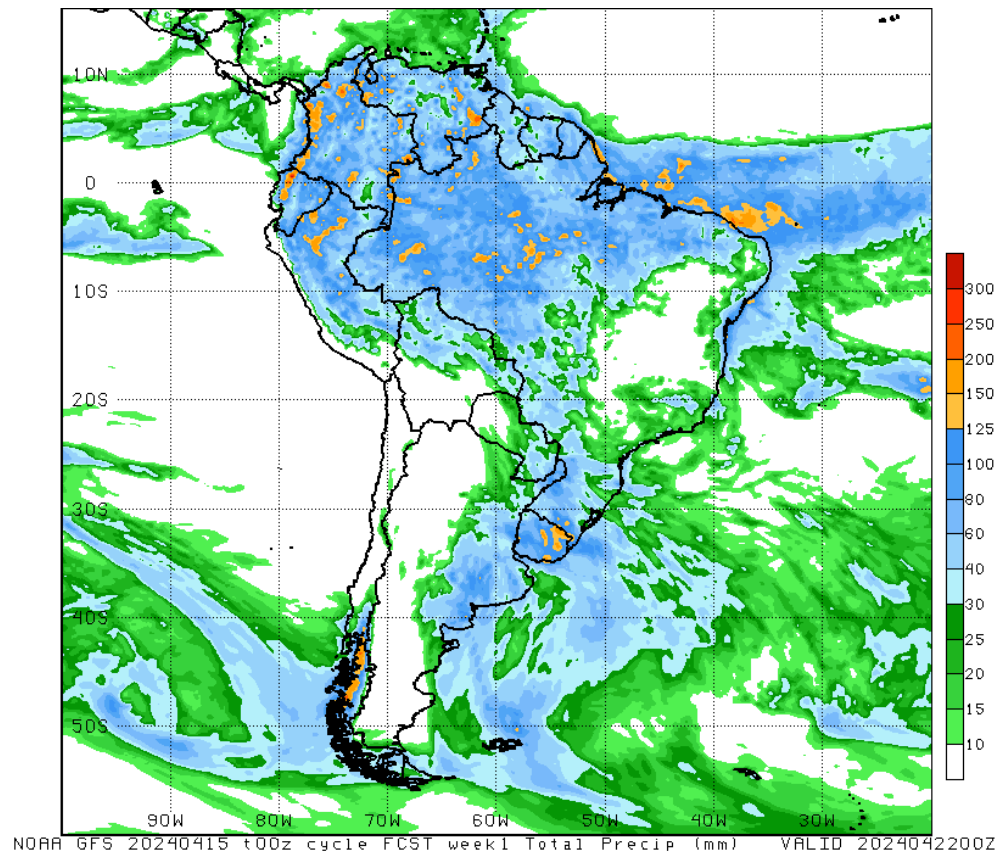 10N
0
10S
20S
30S
40S
50S
90W 80W 70W 60W 50W 40W 30W
300
250
200
150
125
100
80
60
40
30
25
20
15
10
NOAA GFS 20240415 t00z cycle FCST week1 Total Precip (mm) VALID 2024042200Z